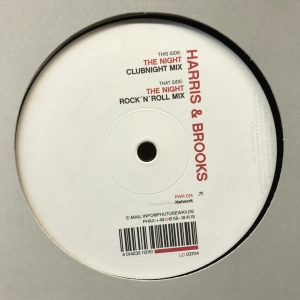 HARRIS & BROOKS
THIS SIDE:
THE NIGHT
CLUBNIGHT MIX
THAT SIDE:
THE NIGHT
ROCK´N´ROLL MIX
PWR 014
Network
E-MAIL: INFO@PHUTUREWAX.DE
LC 03704